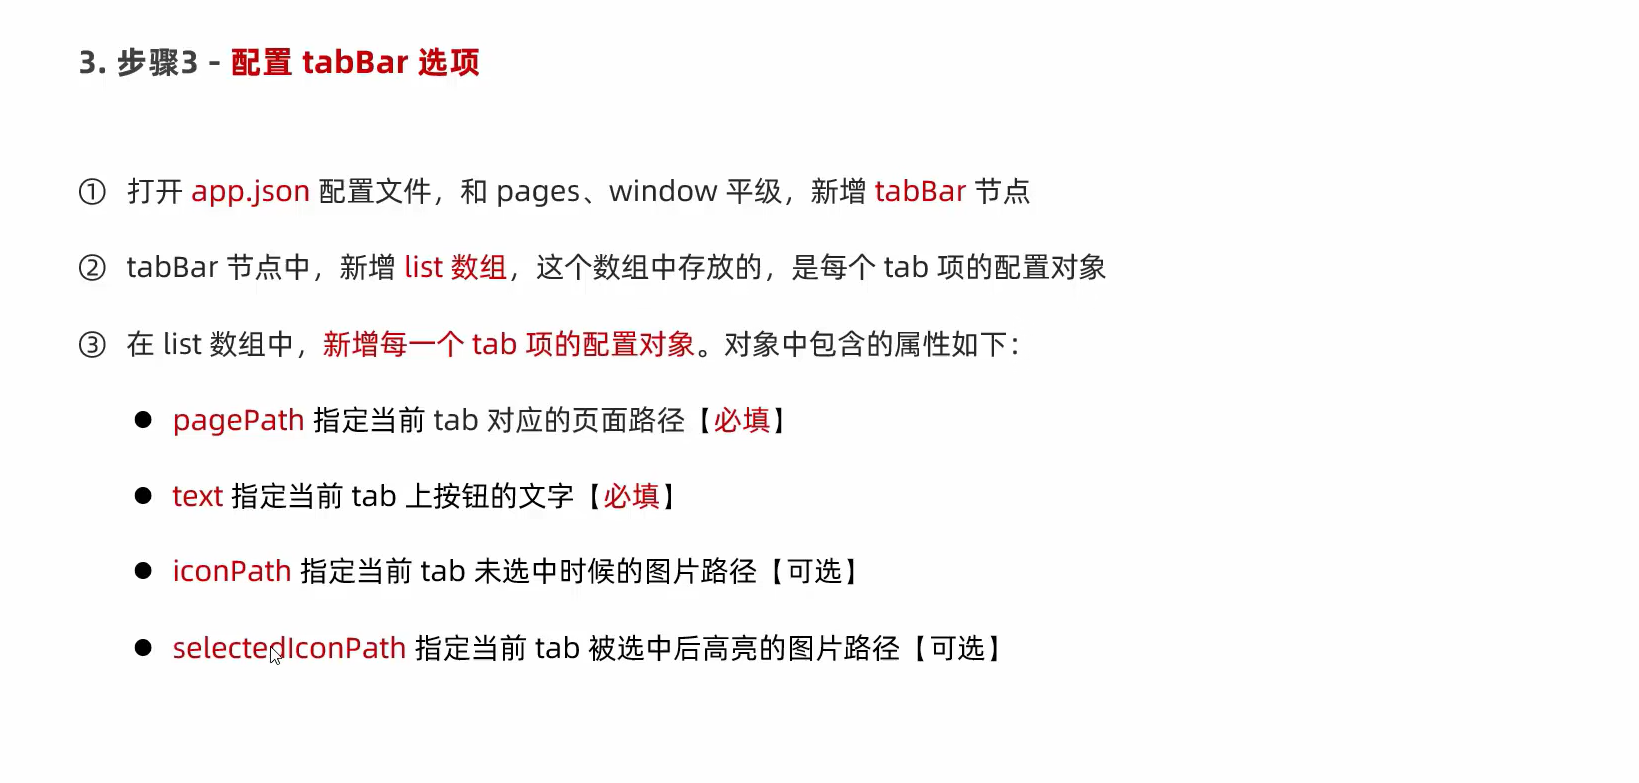 3. 步骤3 - 配置 tabBar 选项
① 打开 app.json 配置文件，和 pages、window 平级，新增 tabBar 节点
② tabBar 节点中，新增 list 数组，这个数组中存放的，是每个 tab 项的配置对象
③ 在 list 数组中，新增每一个 tab 项的配置对象。对象中包含的属性如下：
● pagePath 指定当前 tab 对应的页面路径【必填】
● text 指定当前 tab 上按钮的文字【必填】
● iconPath 指定当前 tab 未选中时候的图片路径【可选】
● selectedIconPath 指定当前 tab 被选中后高亮的图片路径【可选】